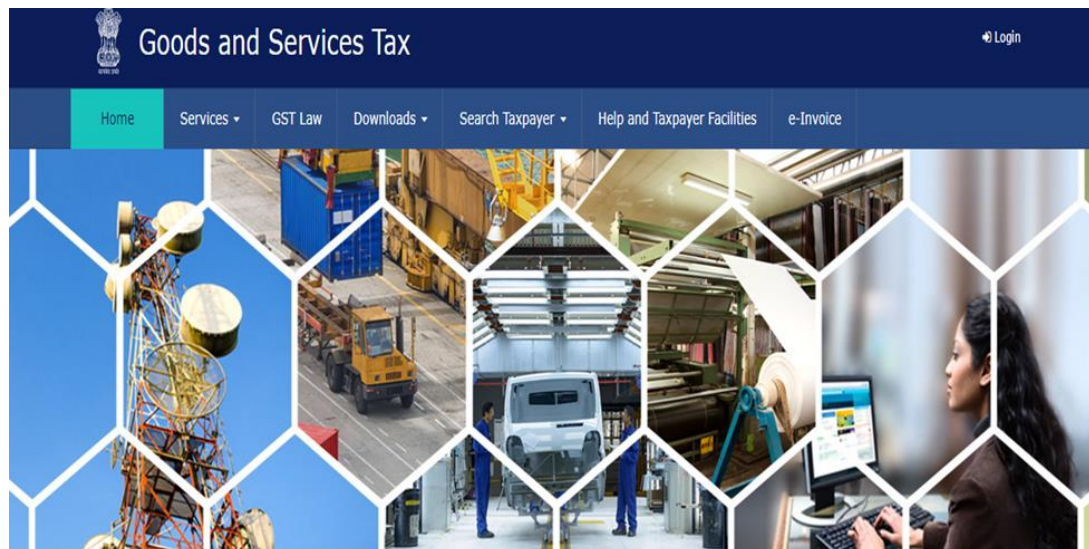 Goods and Services Tax
Login
Home Services GST Law Downloads Search Taxpayer Help and Taxpayer Facilities e-Invoice